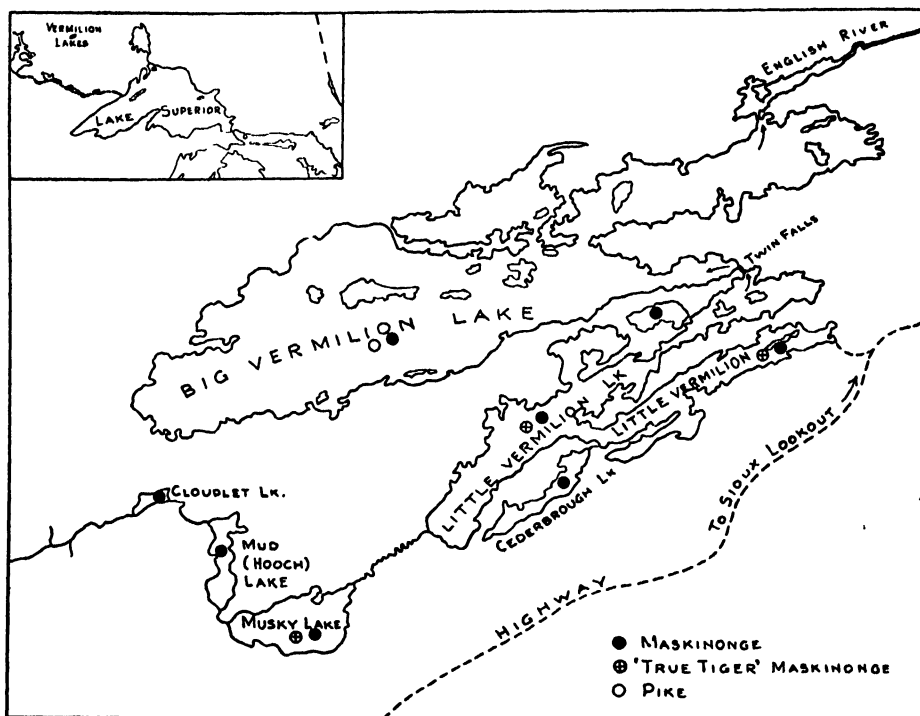 VERMILION
LAKES
LAKE SUPERIOR
ENGLISH RIVER
TWIN FALLS
BIG VERMILION LAKE
LITTLE VERMILION LK
LITTLE VERMILION
CEDERBROUGH LK
CLOUDLET LK.
MUD
(HOOCH)
LAKE
MUSKY LAKE
HIGHWAY
TO SIOUX LOOKOUT
MASKINONGE
'TRUE TIGER' MASKINONGE
PIKE